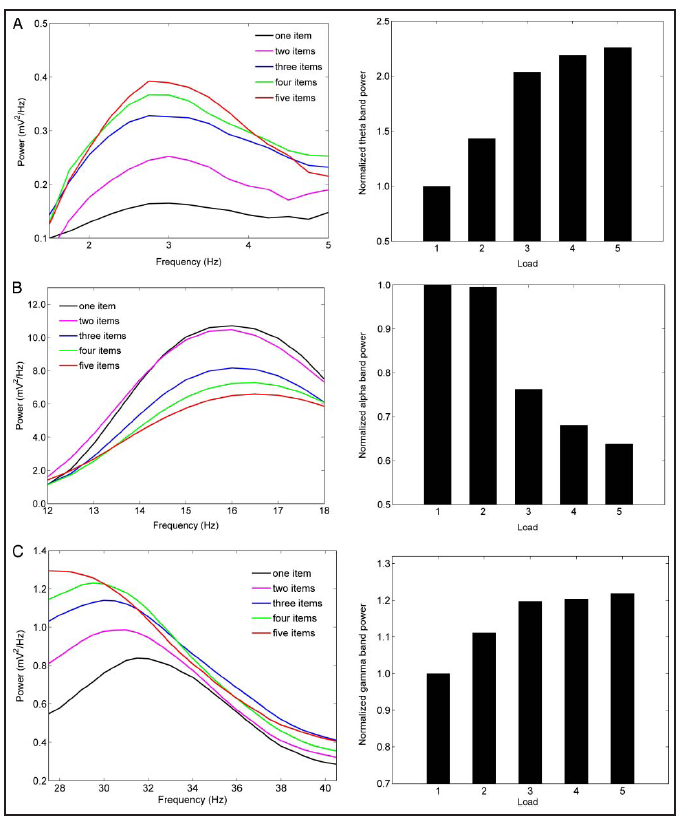 A
0.5
0.4
0.3
0.2
0.1
Power (mV²/Hz)
one item
two items
three items
four items
five items
2 3 4 5
Frequency (Hz)
2.5
2.0
1.5
1.0
0.5
Normalized theta band power
1 2 3 4 5
Load
B
12.0
10.0
8.0
6.0
4.0
2.0
0.0
Power (mV²/Hz)
one item
two items
three items
four items
five items
12 13 14 15 16 17 18
Frequency (Hz)
1.0
0.9
0.8
0.7
0.6
0.5
Normalized alpha band power
1 2 3 4 5
Load
C
1.4
1.2
1.0
0.8
0.6
0.4
0.2
Power (mV²/Hz)
one item
two items
three items
four items
five items
28 30 32 34 36 38 40
Frequency (Hz)
1.3
1.2
1.1
1.0
0.9
0.8
0.7
Normalized gamma band power
1 2 3 4 5
Load